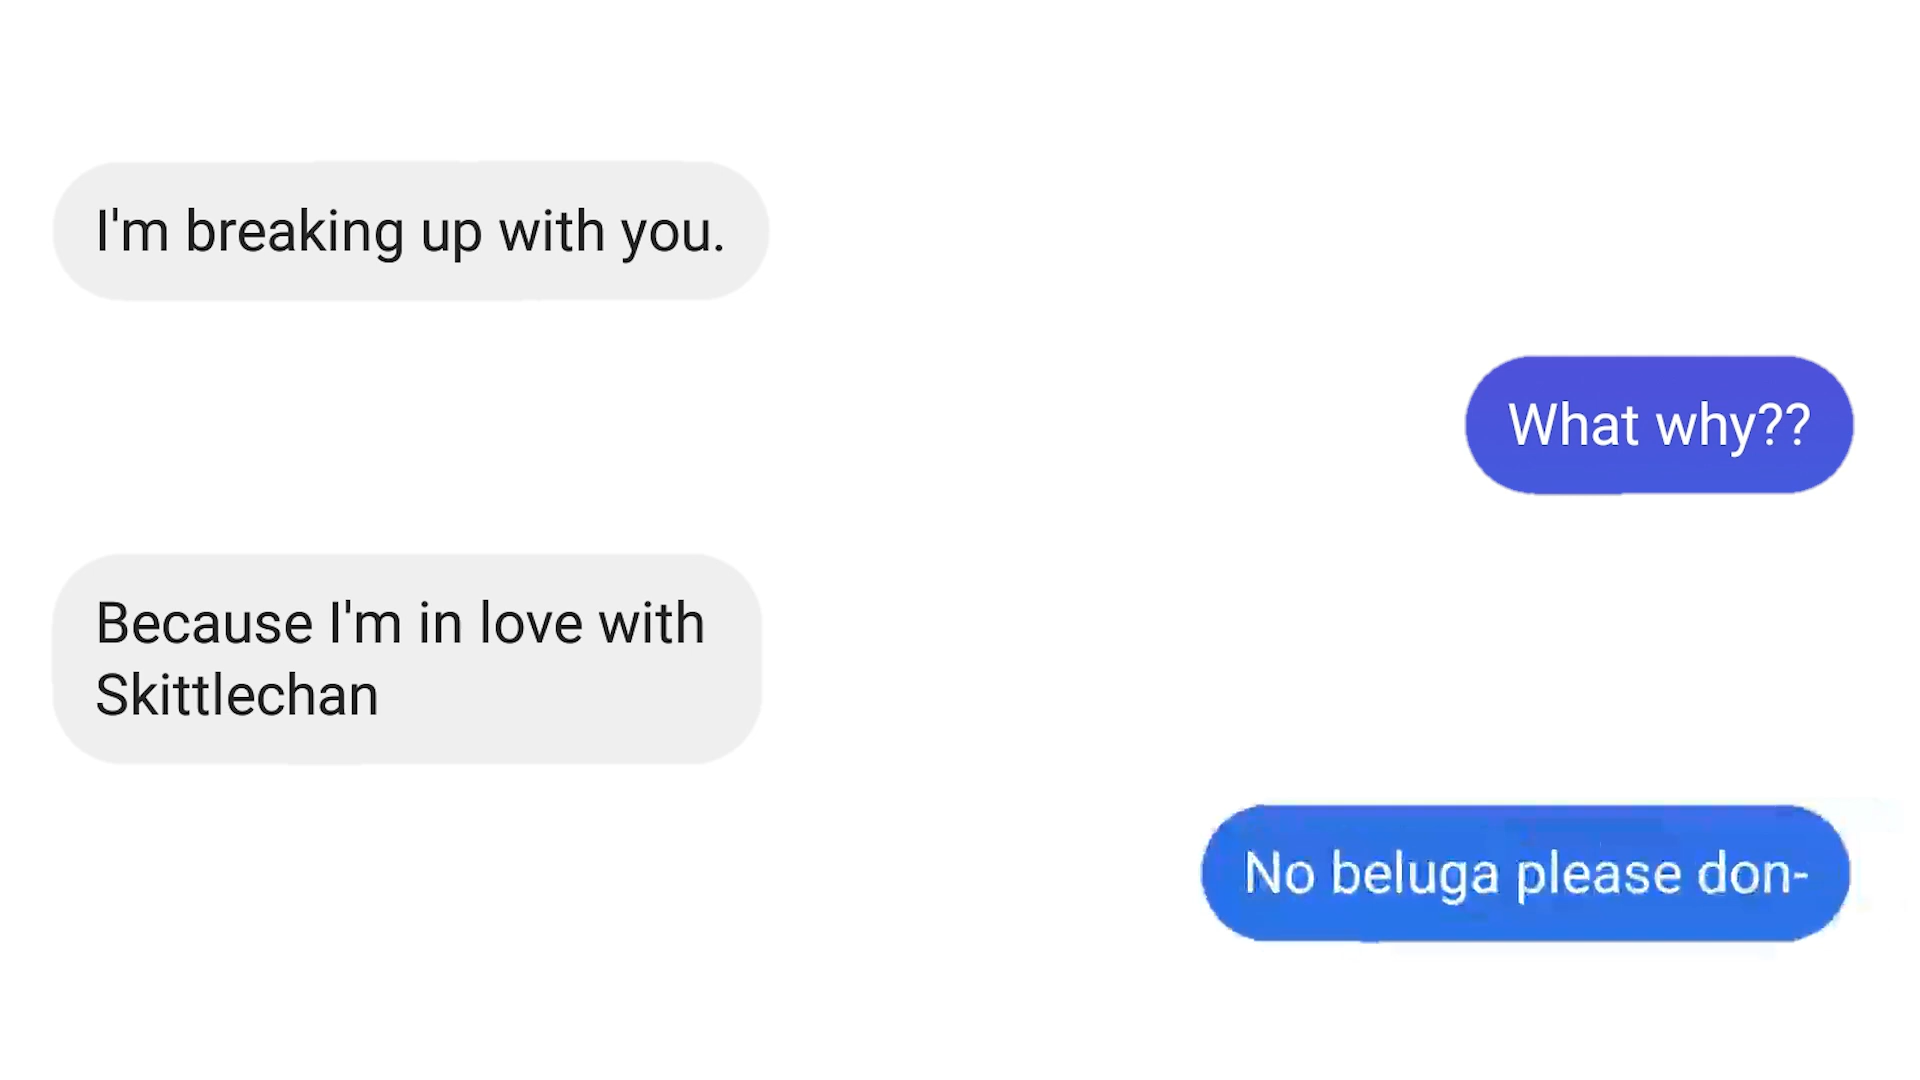 I'm breaking up with you.
What why??
Because I'm in love with
Skittlechan
No beluga please don-